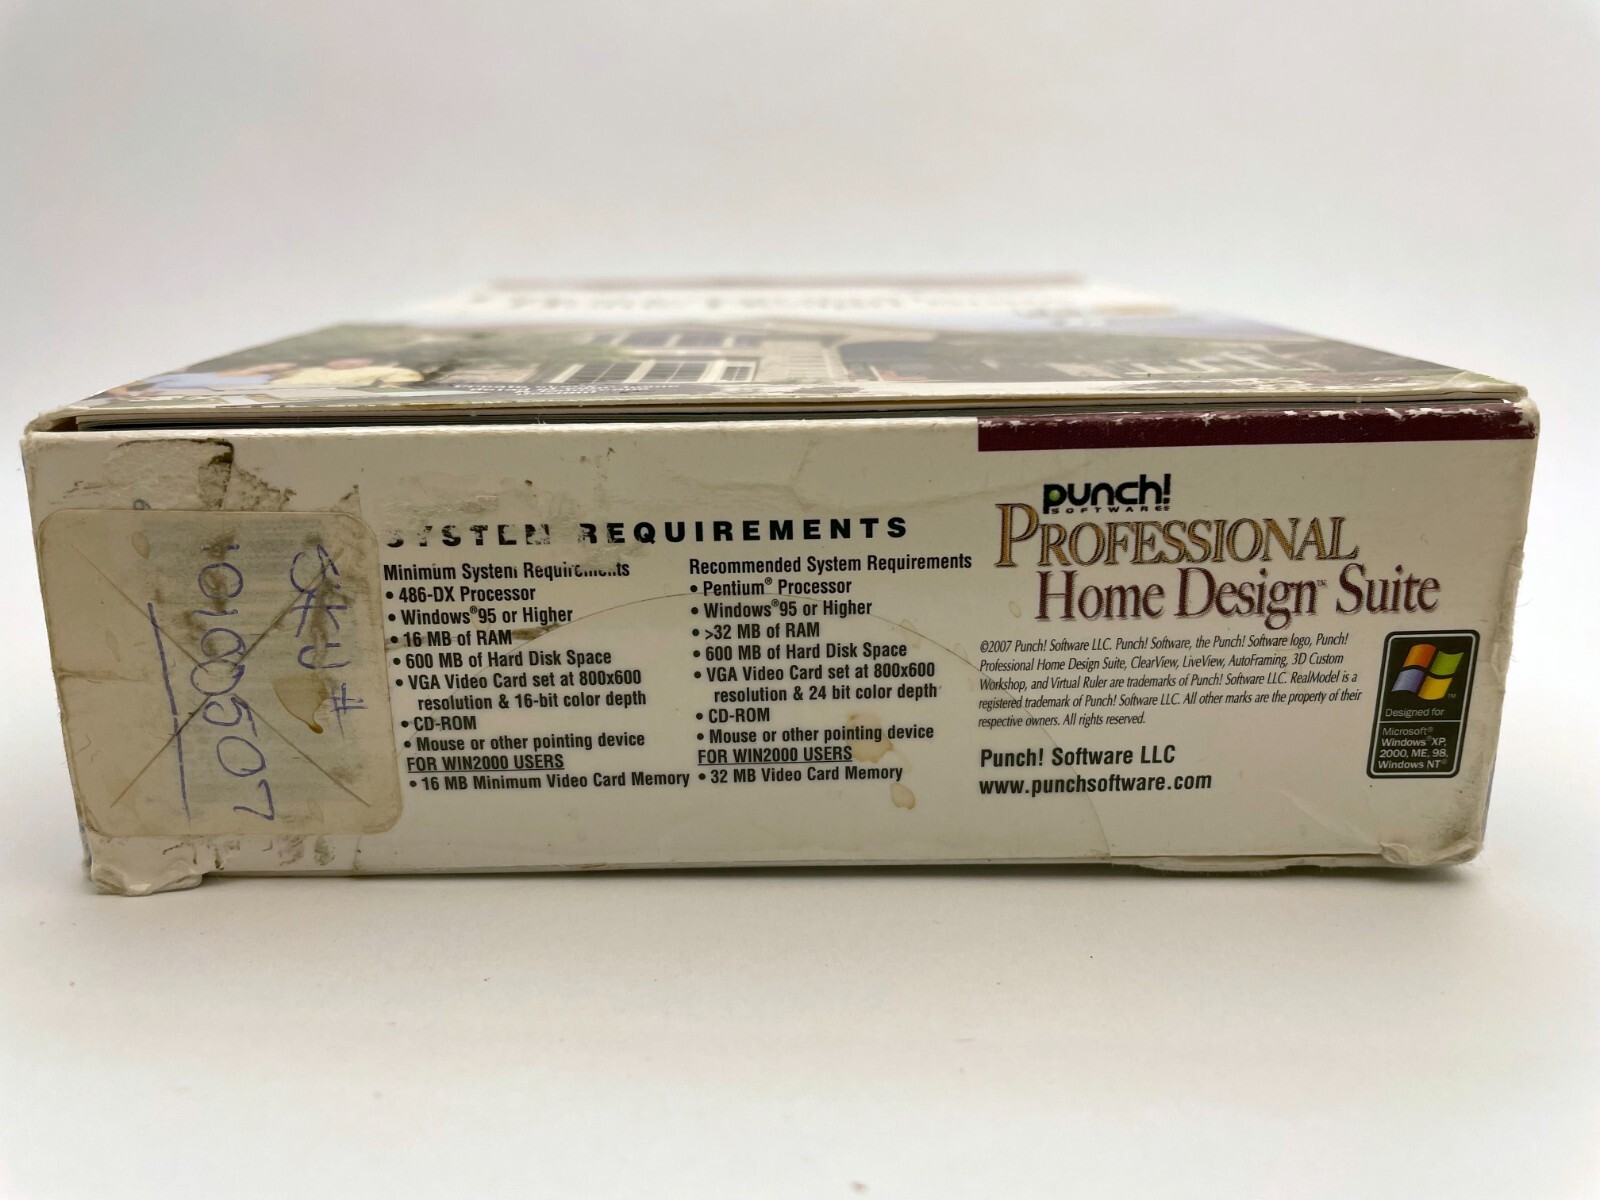 SKU #
10100507
SYSTEM REQUIREMENTS
Minimum System Requirements
• 486-DX Processor
• Windows®95 or Higher
• 16 MB of RAM
• 600 MB of Hard Disk Space
• VGA Video Card set at 800x600
resolution & 16-bit color depth
• CD-ROM
• Mouse or other pointing device
FOR WIN2000 USERS
• 16 MB Minimum Video Card Memory
Recommended System Requirements
• Pentium® Processor
• Windows®95 or Higher
• >32 MB of RAM
• 600 MB of Hard Disk Space
• VGA Video Card set at 800x600
resolution & 24 bit color depth
• CD-ROM
• Mouse or other pointing device
FOR WIN2000 USERS
• 32 MB Video Card Memory
punch!
SOFTWARE
PROFESSIONAL
Home Design™ Suite
©2007 Punch! Software LLC. Punch! Software, the Punch! Software logo, Punch!
Professional Home Design Suite, ClearView, LiveView, AutoFraming, 3D Custom
Workshop, and Virtual Ruler are trademarks of Punch! Software LLC. RealModel is a
registered trademark of Punch! Software LLC. All other marks are the property of their
respective owners. All rights reserved.
Punch! Software LLC
www.punchsoftware.com
TM
Designed for
Microsoft®
Windows®XP,
2000, ME, 98,
Windows NT®